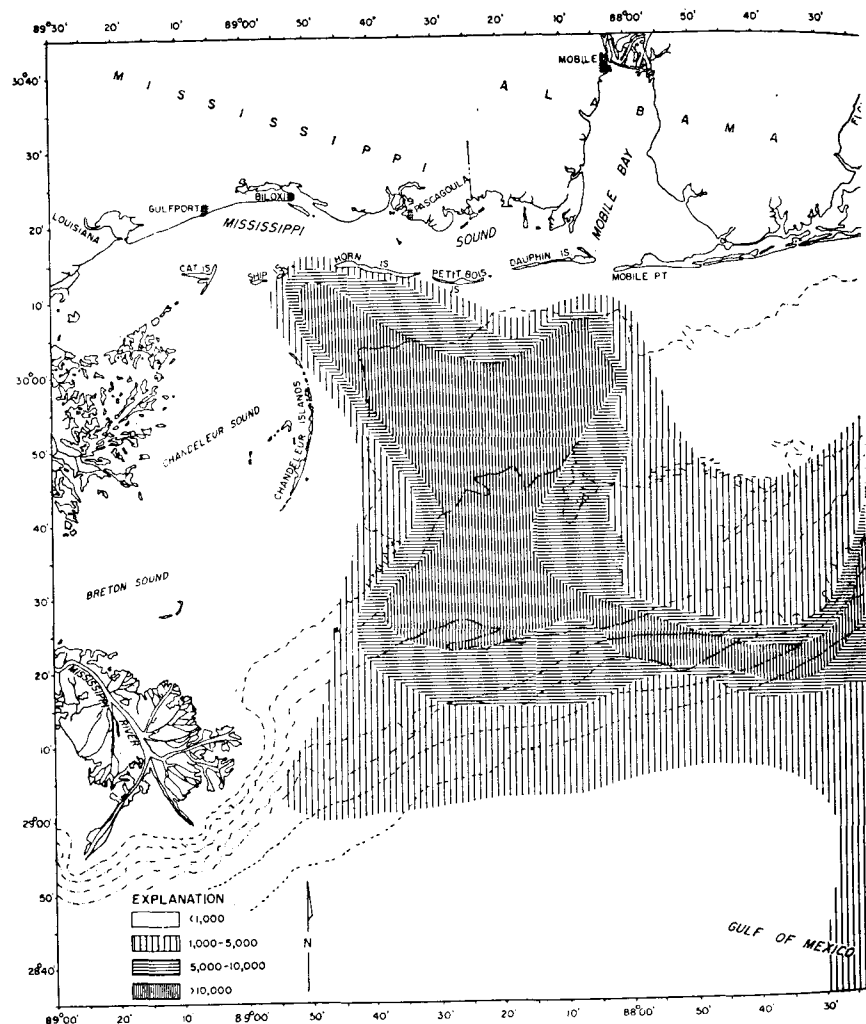 89°30' 20' 10' 89°00' 50' 40' 30' 20' 10' 88°00' 50' 40' 30'
20'
MOBILE
30°40'
MISSISSIPPI
ALABAMA
30'
MOBILE BAY
PASCAGOULA
BILOXI
GULFPORT
LOUISIANA
MISSISSIPPI
SOUND
20'
HORN IS
DAUPHIN IS.
CAT IS
SHIP IS
PETIT BOIS IS
MOBILE PT
10'
30°00'
CHANDELEUR SOUND
CHANDELEUR ISLANDS
50'
40'
BRETON SOUND
30'
20'
MISSISSIPPI RIVER
10'
29°00'
50'
EXPLANATION
<1,000
1,000-5,000
5,000-10,000
>10,000
N
GULF OF MEXICO
28°40'
89°00' 20' 10' 89°00' 50' 40' 30' 20' 10' 88°00' 50' 40' 30'
20'